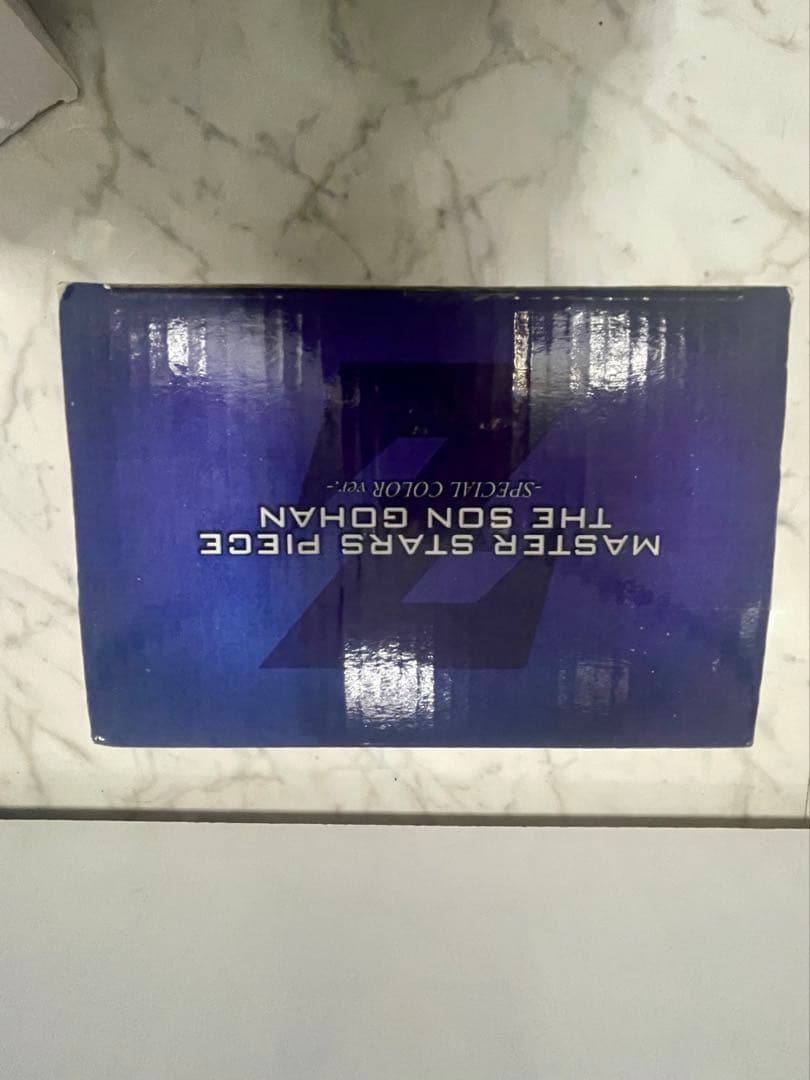 MASTER STARS PIECE
THE SON GOHAN
-SPECIAL COLOR ver.-